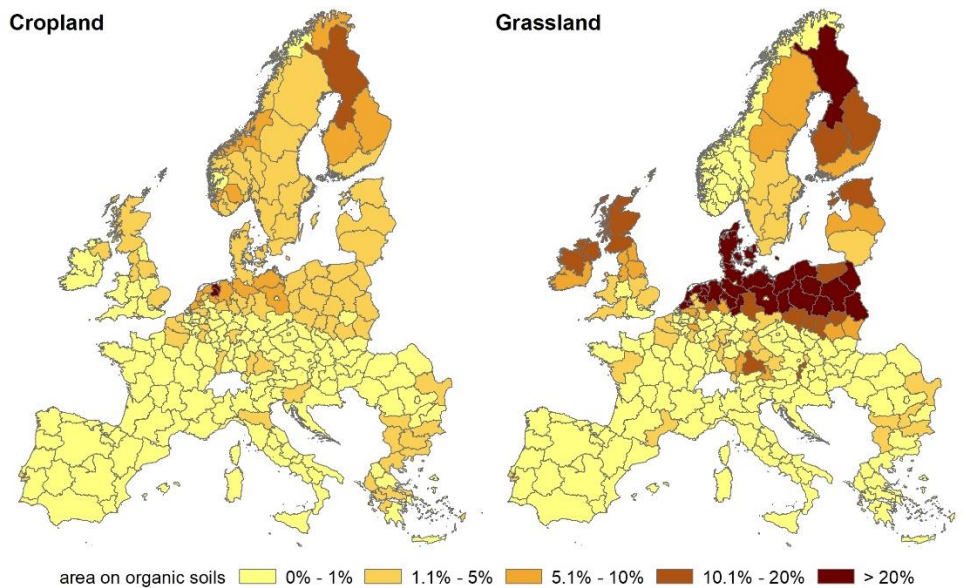 Cropland
Grassland
area on organic soils 0% - 1% 1.1% - 5% 5.1% - 10% 10.1% - 20% > 20%